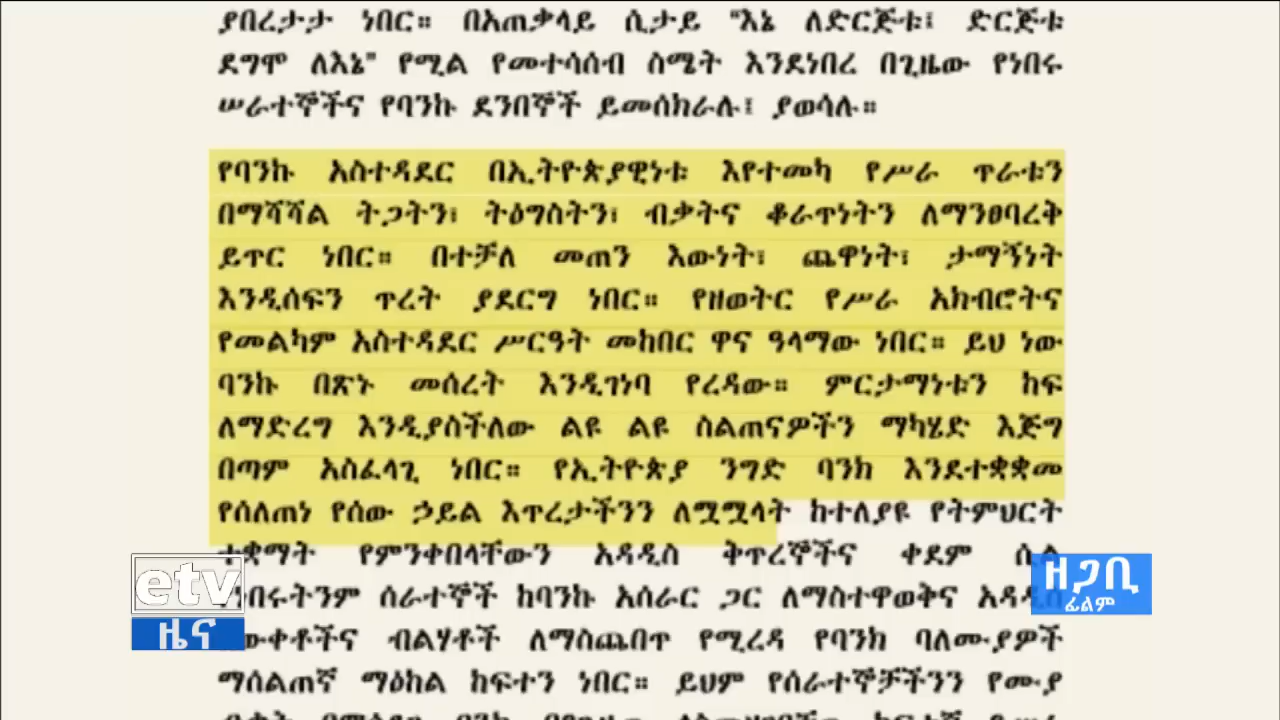 ያበረታታ ነበር። በአጠቃላይ ሲታይ "እኔ ለድርጅቱ፤ ድርጅቱ
ደግሞ ለእኔ" የሚል የመተሳሰብ ስሜት እንደነበረ በጊዜው የነበሩ
ሠራተኞችና የባንኩ ደንበኞች ይመሰክራሉ፤ ያወሳሉ።
የባንኩ አስተዳደር በኢትዮጵያዊነቱ እየተመካ የሥራ ጥራቱን
በማሻሻል ትጋትን፣ ትዕግስትን፣ ብቃትና ቆራጥነትን ለማንፀባረቅ
ይጥር ነበር። በተቻለ መጠን እውነት፣ ጨዋነት፣ ታማኝነት
እንዲሰፍን ጥረት ያደርግ ነበር። የዘወትር የሥራ አክብሮትና
የመልካም አስተዳደር ሥርዓት መከበር ዋና ዓላማው ነበር። ይህ ነው
ባንኩ በጽኑ መሰረት እንዲገነባ የረዳው። ምርታማነቱን ከፍ
ለማድረግ እንዲያስችለው ልዩ ልዩ ስልጠናዎችን ማካሄድ እጅግ
በጣም አስፈላጊ ነበር። የኢትዮጵያ ንግድ ባንክ እንደተቋቋመ
የሰለጠነ የሰው ኃይል እጥረታችንን ለሟሟላት ከተለያዩ የትምህርት
ተቋማት የምንቀበላቸውን አዳዲስ ቅጥረኞችና ቀደም ሲል
ሰራተኞች ከባንኩ አሰራር ጋር ለማስተዋወቅና አዳዲስ
ብልሃቶች ለማስጨበጥ የሚረዳ የባንክ ባለሙያዎች
ማሰልጠኛ ማዕከል ከፍተን ነበር። ይህም የሰራተኞቻችንን የሙያ
etv
ዜና
ዘጋቢ
ፊልም